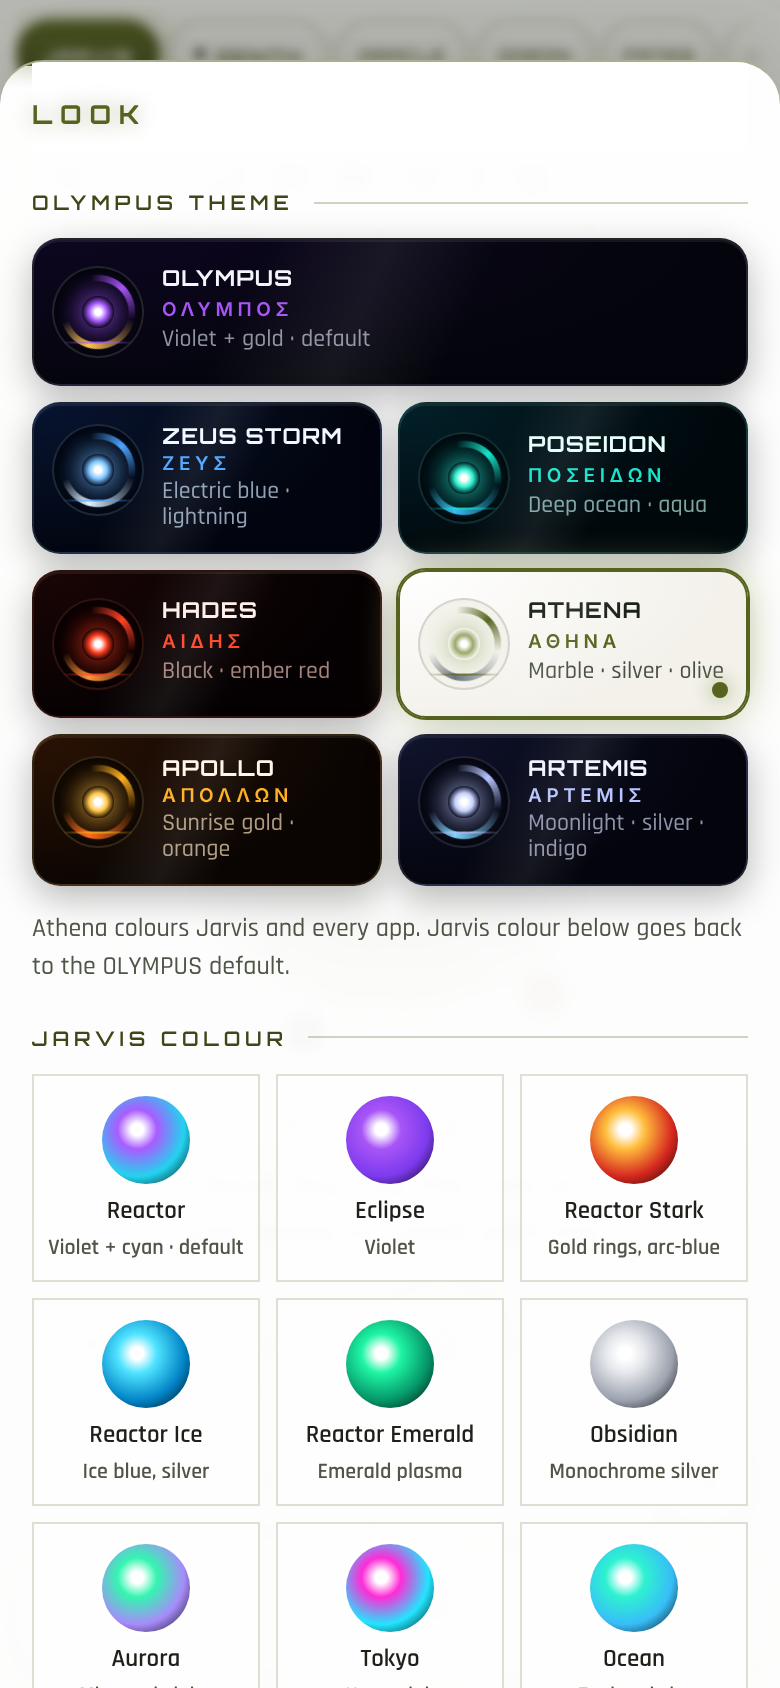 LOOK
OLYMPUS THEME
OLYMPUS
ΟΛΥΜΠΟΣ
Violet + gold · default
ZEUS STORM
ΖΕΥΣ
Electric blue ·
lightning
POSEIDON
ΠΟΣΕΙΔΩΝ
Deep ocean · aqua
HADES
ΑΙΔΗΣ
Black · ember red
ATHENA
ΑΘΗΝΑ
Marble · silver · olive
APOLLO
ΑΠΟΛΛΩΝ
Sunrise gold ·
orange
ARTEMIS
ΑΡΤΕΜΙΣ
Moonlight · silver ·
indigo
Athena colours Jarvis and every app. Jarvis colour below goes back
to the OLYMPUS default.
JARVIS COLOUR
Reactor
Violet + cyan · default
Eclipse
Violet
Reactor Stark
Gold rings, arc-blue
Reactor Ice
Ice blue, silver
Reactor Emerald
Emerald plasma
Obsidian
Monochrome silver
Aurora
Tokyo
Ocean